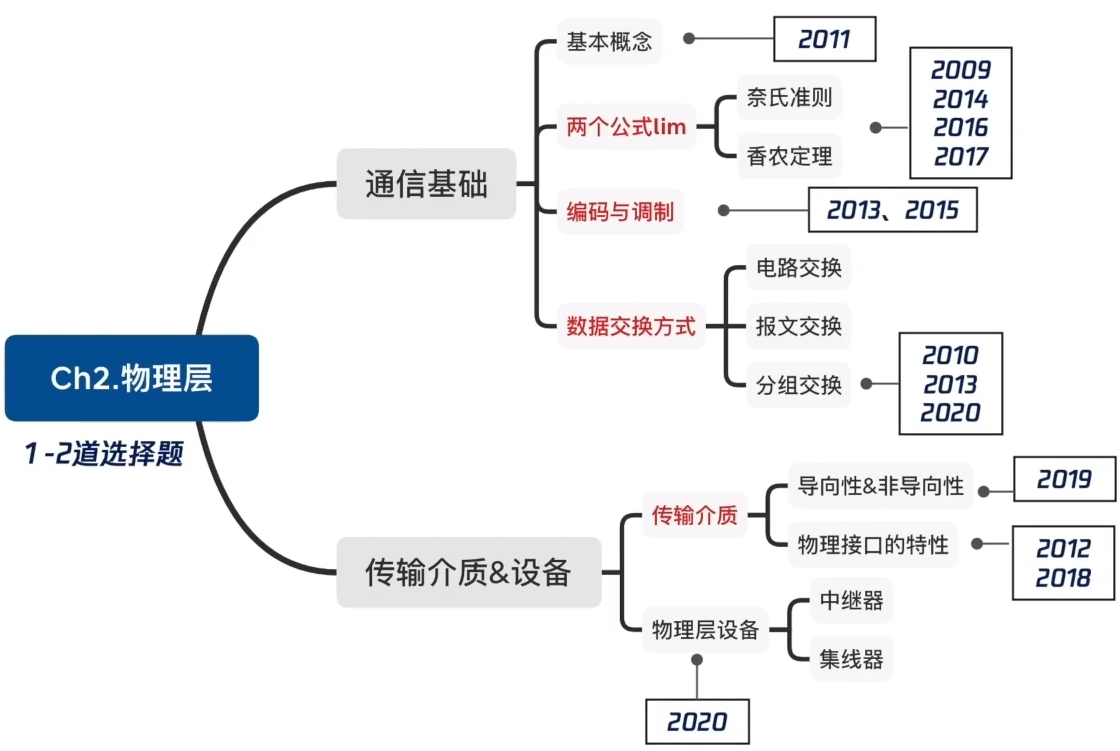 基本概念
2011
两个公式lim
奈氏准则
香农定理
2009
2014
2016
2017
通信基础
编码与调制
2013、2015
数据交换方式
电路交换
报文交换
分组交换
2010
2013
2020
Ch2.物理层
1-2道选择题
传输介质&设备
传输介质
导向性&非导向性
2019
物理接口的特性
2012
2018
物理层设备
中继器
集线器
2020